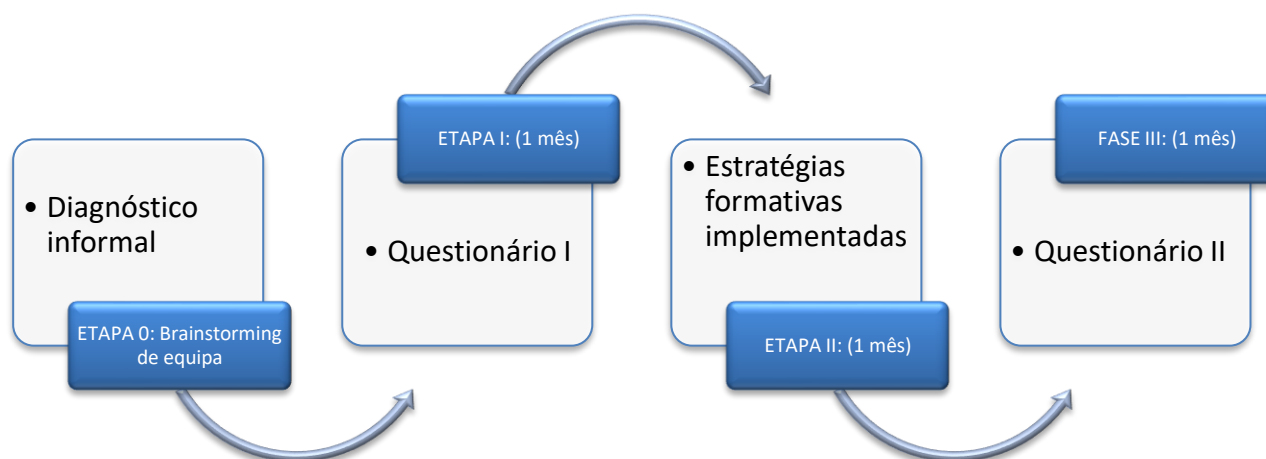 • Diagnóstico
informal
ETAPA 0: Brainstorming
de equipa
ETAPA I: (1 mês)
• Questionário I
• Estratégias
formativas
implementadas
ETAPA II: (1 mês)
FASE III: (1 mês)
• Questionário II